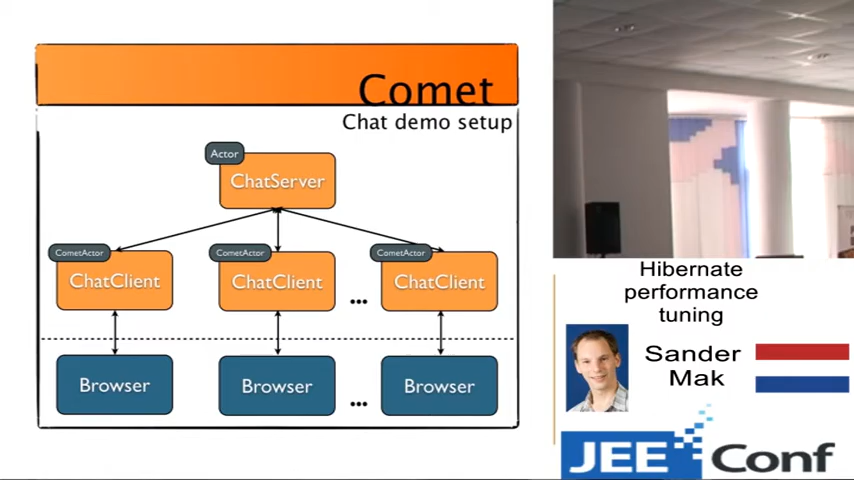 Comet
Chat demo setup
Actor
ChatServer
CometActor
CometActor
CometActor
ChatClient
ChatClient
...
ChatClient
Browser
Browser
...
Browser
Hibernate
performance
tuning
Sander
Mak
JEE Conf